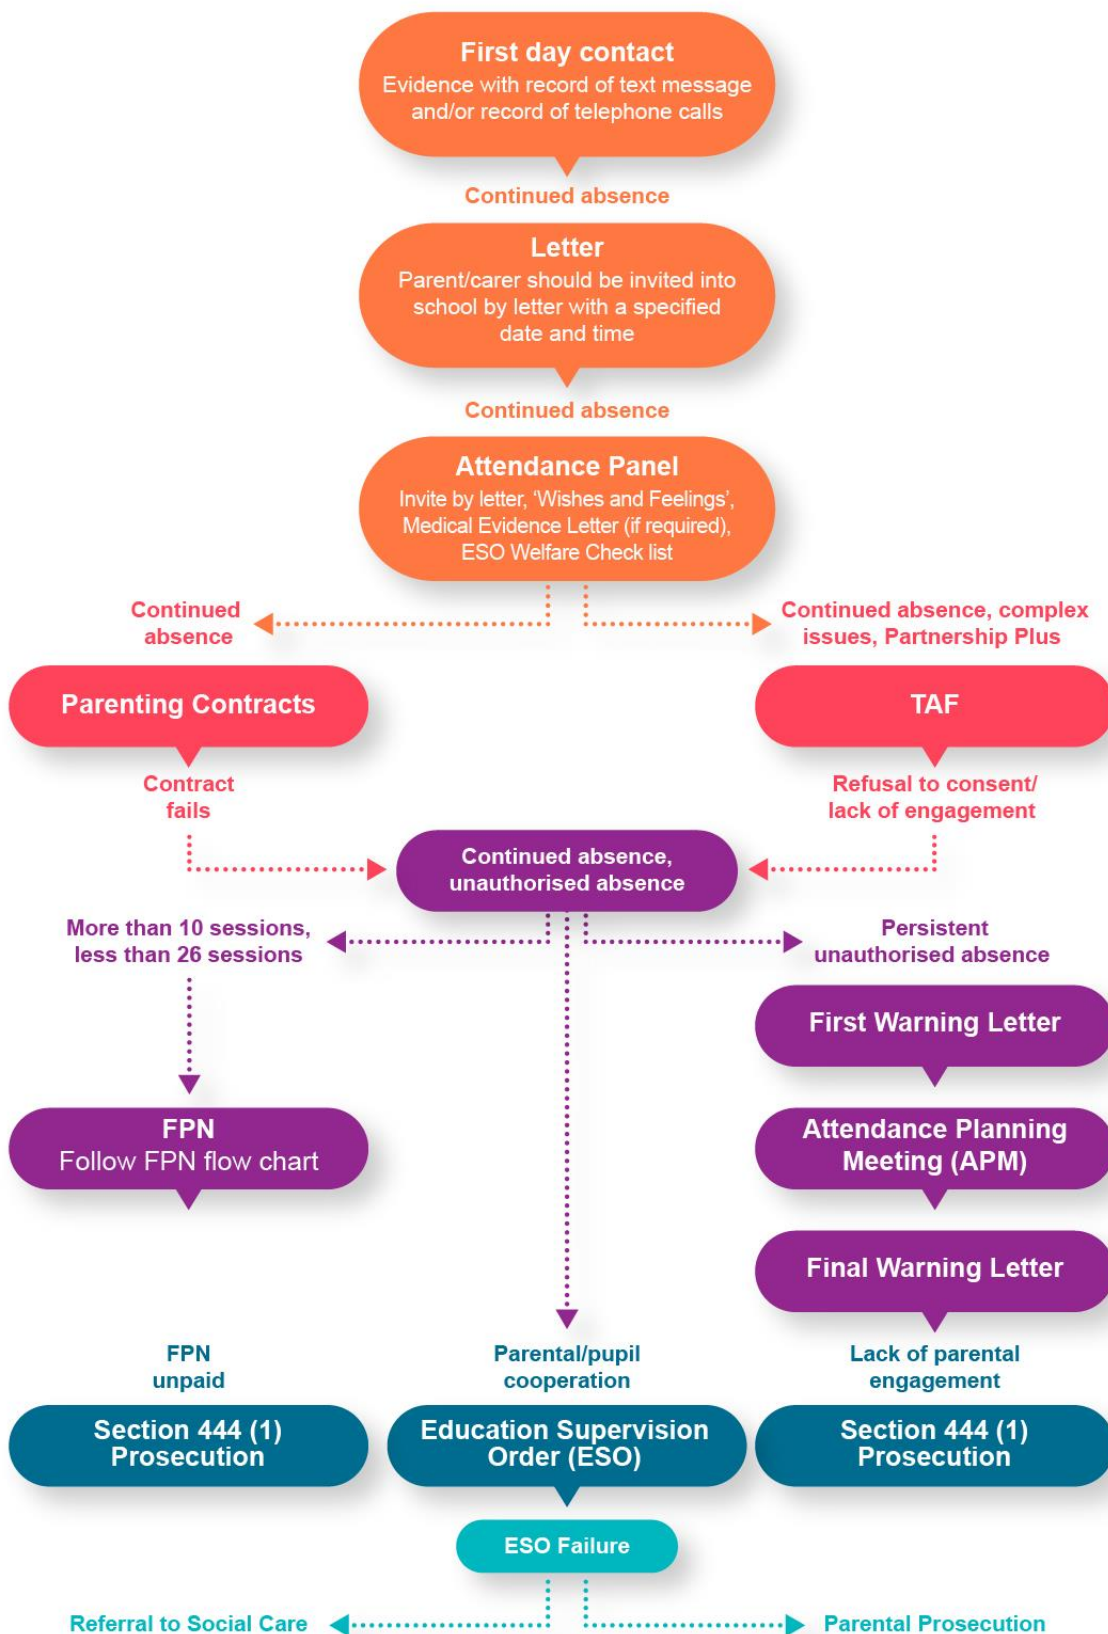 First day contact
Evidence with record of text message
and/or record of telephone calls
Continued absence
Letter
Parent/carer should be invited into
school by letter with a specified
date and time
Continued absence
Attendance Panel
Invite by letter, ‘Wishes and Feelings’,
Medical Evidence Letter (if required),
ESO Welfare Check list
Continued
absence
Continued absence, complex
issues, Partnership Plus
Parenting Contracts
TAF
Contract
fails
Refusal to consent/
lack of engagement
Continued absence,
unauthorised absence
More than 10 sessions,
less than 26 sessions
Persistent
unauthorised absence
First Warning Letter
FPN
Follow FPN flow chart
Attendance Planning
Meeting (APM)
Final Warning Letter
FPN
unpaid
Parental/pupil
cooperation
Lack of parental
engagement
Section 444 (1)
Prosecution
Education Supervision
Order (ESO)
Section 444 (1)
Prosecution
ESO Failure
Referral to Social Care
Parental Prosecution